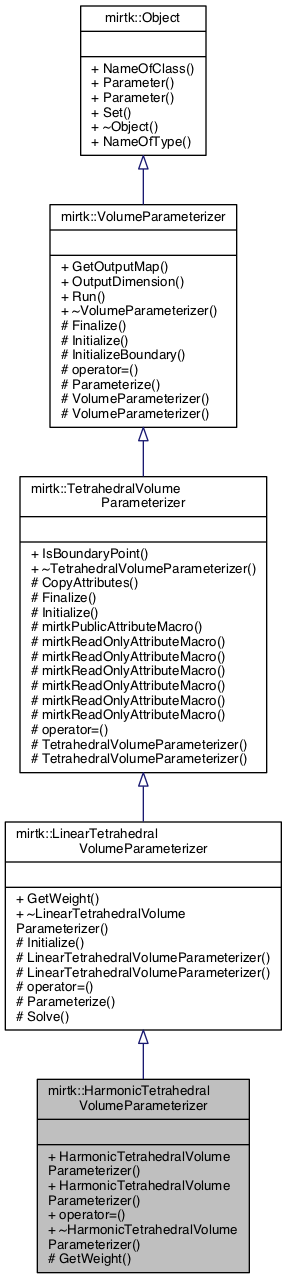 mirtk::Object
+ NameOfClass()
+ Parameter()
+ Parameter()
+ Set()
+ ~Object()
+ NameOfType()
mirtk::VolumeParameterizer
+ GetOutputMap()
+ OutputDimension()
+ Run()
+ ~VolumeParameterizer()
# Finalize()
# Initialize()
# InitializeBoundary()
# operator=()
# Parameterize()
# VolumeParameterizer()
# VolumeParameterizer()
mirtk::TetrahedralVolume
Parameterizer
+ IsBoundaryPoint()
+ ~TetrahedralVolumeParameterizer()
# CopyAttributes()
# Finalize()
# Initialize()
# mirtkPublicAttributeMacro()
# mirtkReadOnlyAttributeMacro()
# mirtkReadOnlyAttributeMacro()
# mirtkReadOnlyAttributeMacro()
# mirtkReadOnlyAttributeMacro()
# mirtkReadOnlyAttributeMacro()
# mirtkReadOnlyAttributeMacro()
# operator=()
# TetrahedralVolumeParameterizer()
# TetrahedralVolumeParameterizer()
mirtk::LinearTetrahedral
VolumeParameterizer
+ GetWeight()
+ ~LinearTetrahedralVolume
Parameterizer()
# Initialize()
# LinearTetrahedralVolumeParameterizer()
# LinearTetrahedralVolumeParameterizer()
# operator=()
# Parameterize()
# Solve()
mirtk::HarmonicTetrahedral
VolumeParameterizer
+ HarmonicTetrahedralVolume
Parameterizer()
+ HarmonicTetrahedralVolume
Parameterizer()
+ operator=()
+ ~HarmonicTetrahedralVolume
Parameterizer()
# GetWeight()